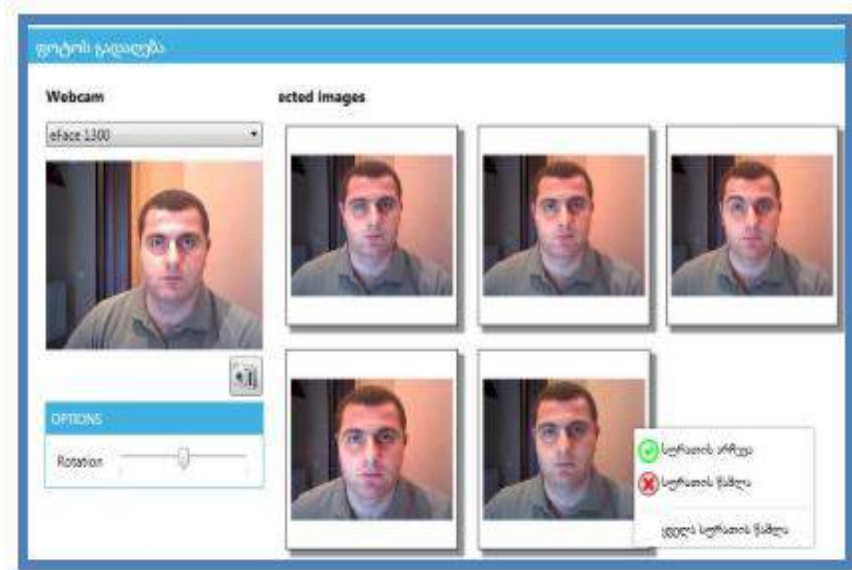 ფოტოს გადაღება
Webcam
ected images
eFace 1300
OPTIONS
Rotation
სურათის არჩევა
სურათის წაშლა
ყველა სურათის წაშლა